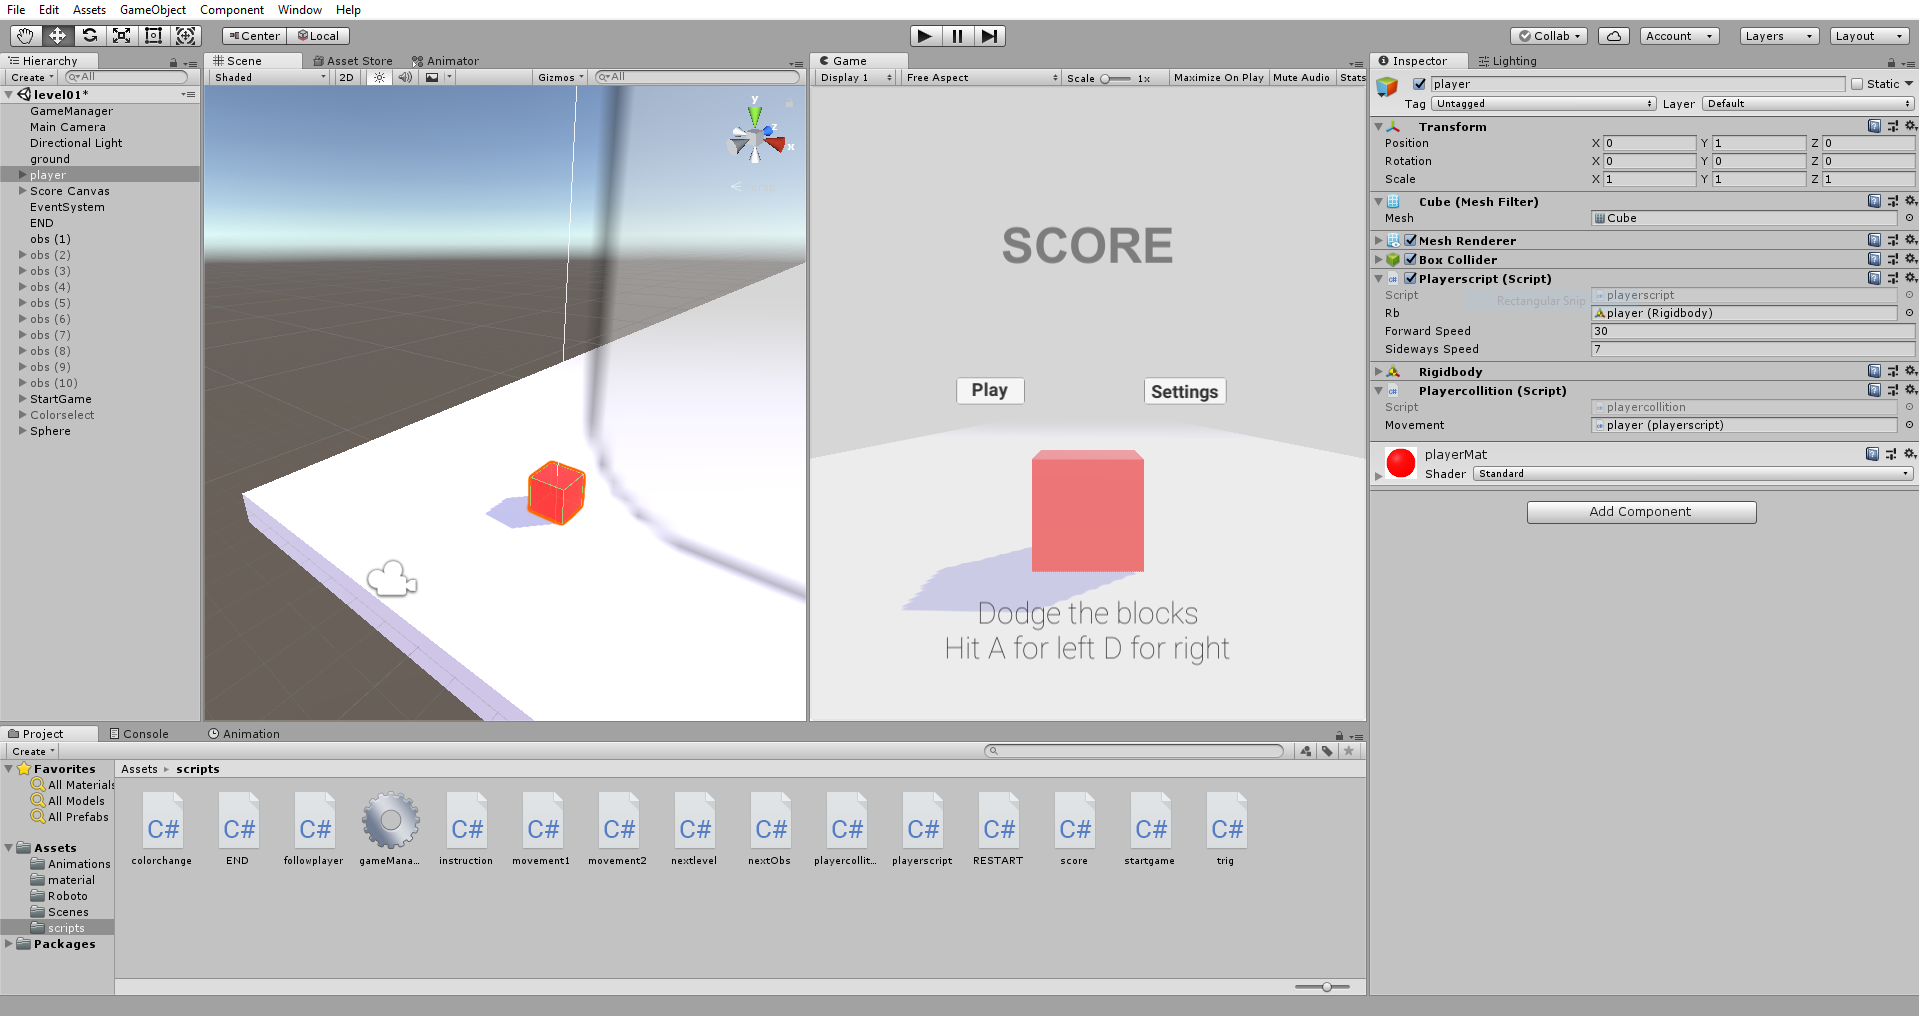 File Edit Assets GameObject Component Window Help
Center Local
Collab Account Layers Layout
Hierarchy
Create All
level01*
GameManager
Main Camera
Directional Light
ground
player
Score Canvas
EventSystem
END
obs (1)
obs (2)
obs (3)
obs (4)
obs (5)
obs (6)
obs (7)
obs (8)
obs (9)
obs (10)
StartGame
Colorselect
Sphere
Scene Asset Store Animator
Shaded 2D Gizmos All
y
z
x
Game
Display 1 Free Aspect Scale 1x Maximize On Play Mute Audio Stats
SCORE
Play Settings
Dodge the blocks
Hit A for left D for right
Inspector Lighting
player Static
Tag Untagged Layer Default
Transform
Position X 0 Y 1 Z 0
Rotation X 0 Y 0 Z 0
Scale X 1 Y 1 Z 1
Cube (Mesh Filter)
Mesh Cube
Mesh Renderer
Box Collider
Playerscript (Script)
Script playerscript
Rectangular Snip
Rb player (Rigidbody)
Forward Speed 30
Sideways Speed 7
Rigidbody
Playercollition (Script)
Script playercollition
Movement player (playerscript)
playerMat
Shader Standard
Add Component
Project Console Animation
Create
Favorites
All Materials
All Models
All Prefabs
Assets
Animations
material
Roboto
Scenes
scripts
Packages
Assets scripts
C# C# C# C# C# C# C# C# C# C# C# C# C# C#
colorchange END followplayer gameMana... instruction movement1 movement2 nextlevel nextObs playercollit... playerscript RESTART score startgame trig